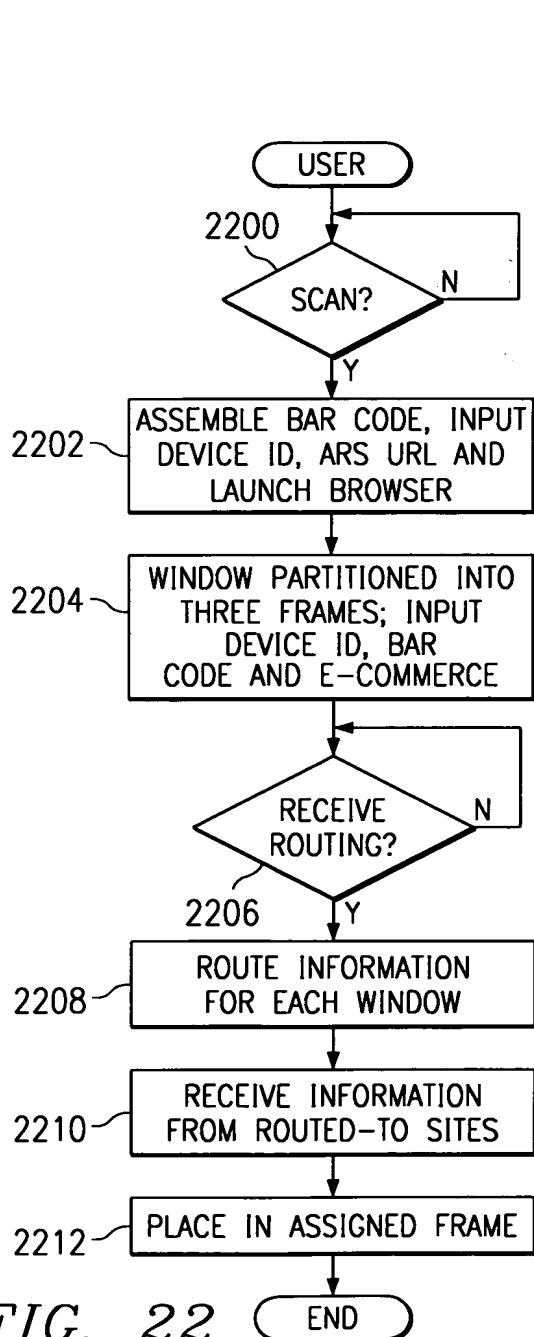 USER
2200
SCAN?
N
Y
2202
ASSEMBLE BAR CODE, INPUT
DEVICE ID, ARS URL AND
LAUNCH BROWSER
2204
WINDOW PARTITIONED INTO
THREE FRAMES; INPUT
DEVICE ID, BAR
CODE AND E-COMMERCE
RECEIVE
ROUTING?
N
2206
Y
2208
ROUTE INFORMATION
FOR EACH WINDOW
2210
RECEIVE INFORMATION
FROM ROUTED-TO SITES
2212
PLACE IN ASSIGNED FRAME
FIG. 22
END